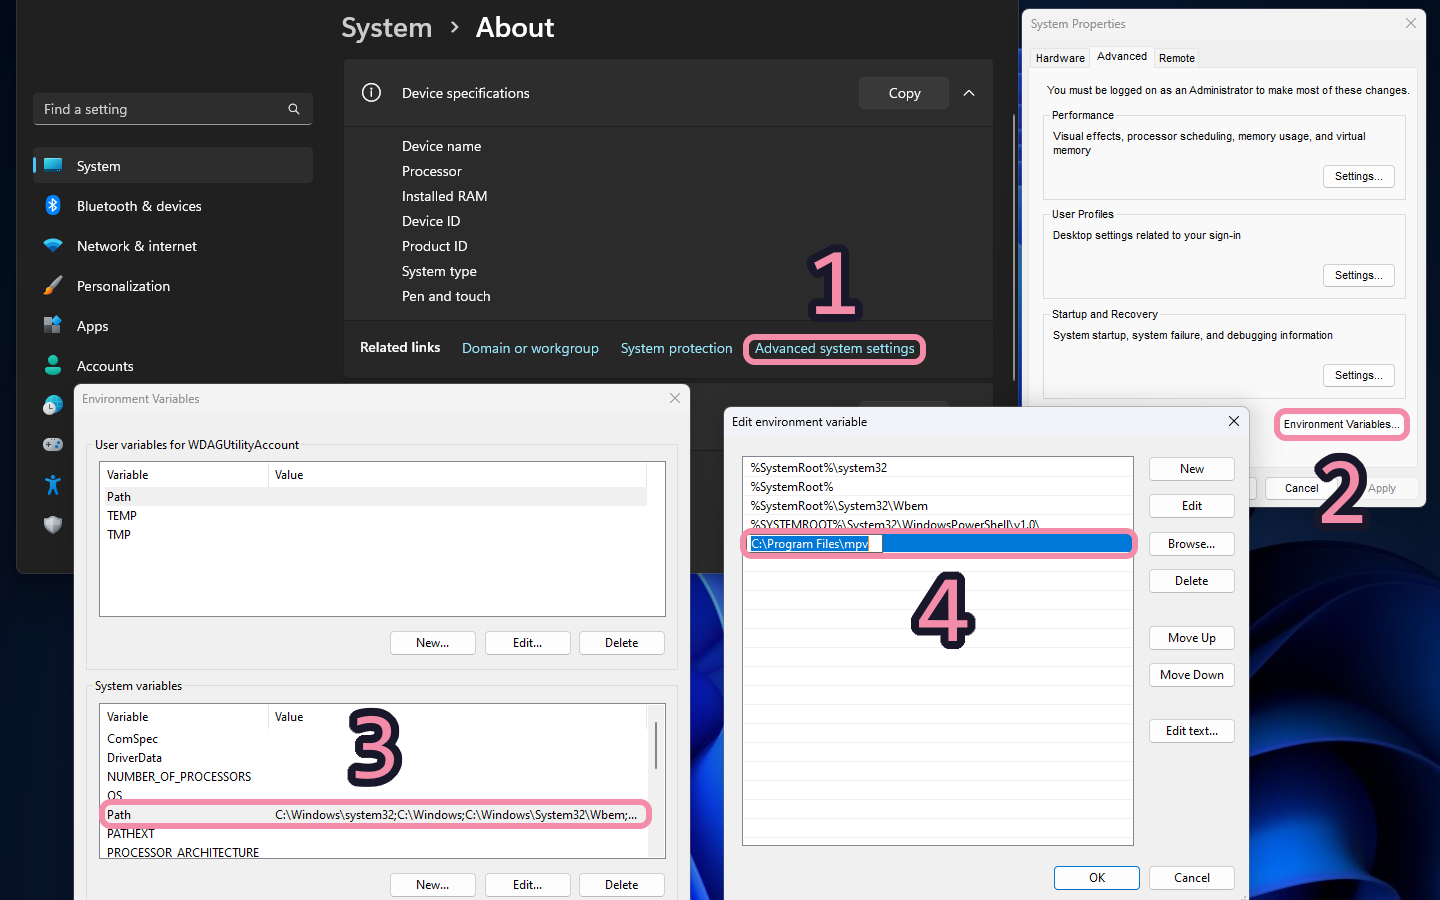 System › About
Find a setting
System
Bluetooth & devices
Network & internet
Personalization
Apps
Accounts
Device specifications
Copy
Device name
Processor
Installed RAM
Device ID
Product ID
System type
Pen and touch
1
Related links Domain or workgroup System protection Advanced system settings
System Properties
Hardware Advanced Remote
You must be logged on as an Administrator to make most of these changes.
Performance
Visual effects, processor scheduling, memory usage, and virtual
memory
Settings...
User Profiles
Desktop settings related to your sign-in
Settings...
Startup and Recovery
System startup, system failure, and debugging information
Settings...
Environment Variables...
2
Cancel Apply
Environment Variables
User variables for WDAGUtilityAccount
Variable Value
Path
TEMP
TMP
New... Edit... Delete
System variables
Variable Value
3
ComSpec
DriverData
NUMBER_OF_PROCESSORS
OS
Path C:\Windows\system32;C:\Windows;C:\Windows\System32\Wbem;...
PATHEXT
PROCESSOR_ARCHITECTURE
New... Edit... Delete
Edit environment variable
%SystemRoot%\system32
%SystemRoot%
%SystemRoot%\System32\Wbem
%SYSTEMROOT%\System32\WindowsPowerShell\v1.0\
C:\Program Files\mpv
4
New
Edit
Browse...
Delete
Move Up
Move Down
Edit text...
OK Cancel